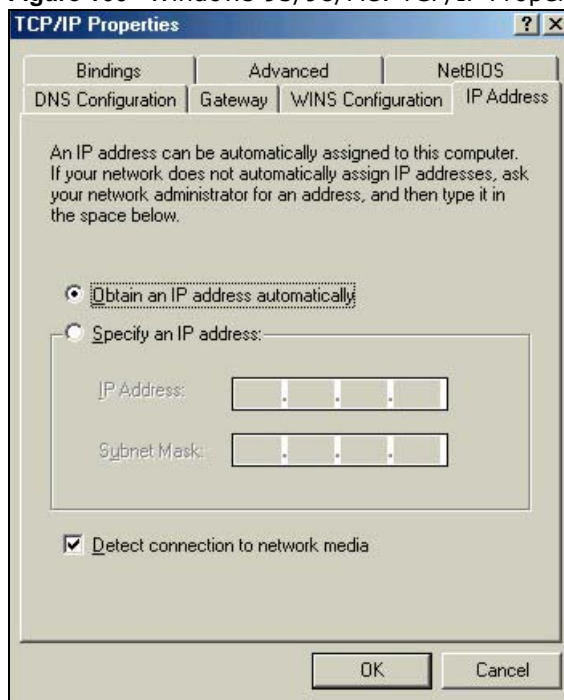 TCP/IP Properties
? ×
Bindings Advanced NetBIOS
DNS Configuration Gateway WINS Configuration IP Address
An IP address can be automatically assigned to this computer.
If your network does not automatically assign IP addresses, ask
your network administrator for an address, and then type it in
the space below.
Obtain an IP address automatically
Specify an IP address:
IP Address: . . .
Subnet Mask: . . .
Detect connection to network media
OK Cancel